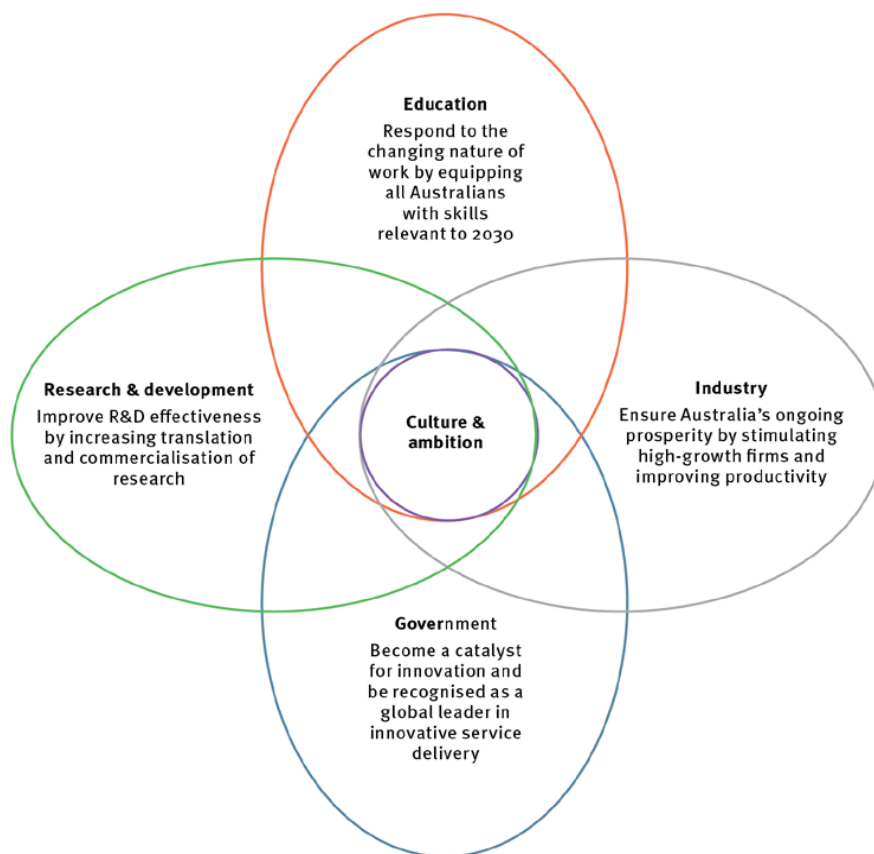 Education
Respond to the
changing nature of
work by equipping
all Australians
with skills
relevant to 2030
Research & development
Improve R&D effectiveness
by increasing translation
and commercialisation of
research
Culture &
ambition
Industry
Ensure Australia's ongoing
prosperity by stimulating
high-growth firms and
improving productivity
Government
Become a catalyst
for innovation and
be recognised as a
global leader in
innovative service
delivery